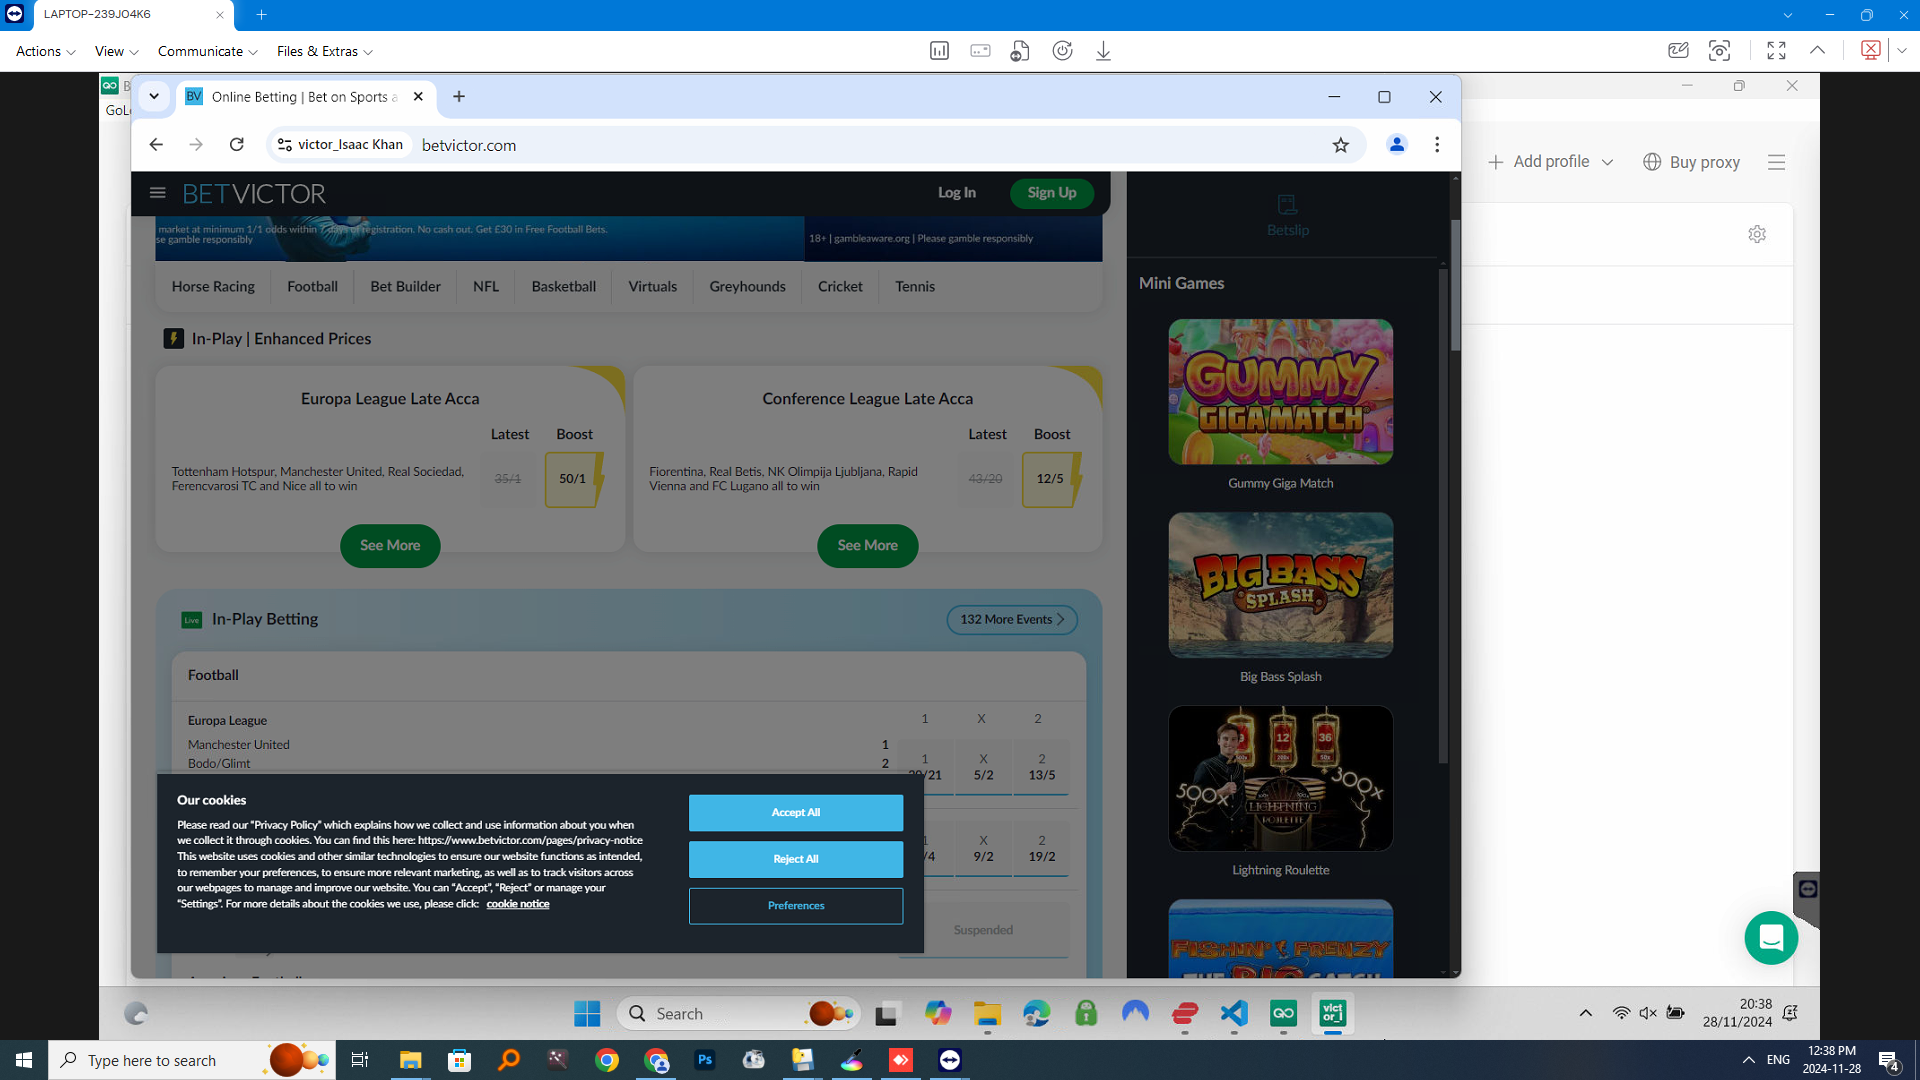 LAPTOP-239J04K6
Actions
View
Communicate
Files & Extras
BV
Online Betting | Bet on Sports a
victor_Isaac Khan
betvictor.com
Add profile
Buy proxy
BETVICTOR
Log In
Sign Up
market at minimum 1/1 odds within 7 days of registration. No cash out. Get £30 in Free Football Bets.
se gamble responsibly
18+ | gambleaware.org | Please gamble responsibly
Betslip
Horse Racing
Football
Bet Builder
NFL
Basketball
Virtuals
Greyhounds
Cricket
Tennis
In-Play | Enhanced Prices
Europa League Late Acca
Latest
Boost
Tottenham Hotspur, Manchester United, Real Sociedad,
Ferencvarosi TC and Nice all to win
35/1
50/1
See More
Conference League Late Acca
Latest
Boost
Fiorentina, Real Betis, NK Olimpija Ljubljana, Rapid
Vienna and FC Lugano all to win
43/20
12/5
See More
Mini Games
GUMMY
GIGA MATCH
Gummy Giga Match
BIG BASS
SPLASH
Big Bass Splash
12
36
500x
300x
LIGHTNING
ROULETTE
Lightning Roulette
FISHIN' FRENZY
THE BIG CATCH
Live
In-Play Betting
132 More Events
Football
Europa League
1
X
2
Manchester United
1
Bodo/Glimt
2
1
X
2
20/21
5/2
13/5
X
2
/4
9/2
19/2
Suspended
Our cookies
Please read our "Privacy Policy" which explains how we collect and use information about you when
we collect it through cookies. You can find this here: https://www.betvictor.com/pages/privacy-notice
This website uses cookies and other similar technologies to ensure our website functions as intended,
to remember your preferences, to ensure more relevant marketing, as well as to track visitors across
our webpages to manage and improve our website. You can "Accept", "Reject" or manage your
"Settings". For more details about the cookies we use, please click: cookie notice
Accept All
Reject All
Preferences
Search
vict
or_I
20:38
28/11/2024
Type here to search
Ps
ENG
12:38 PM
2024-11-28
4